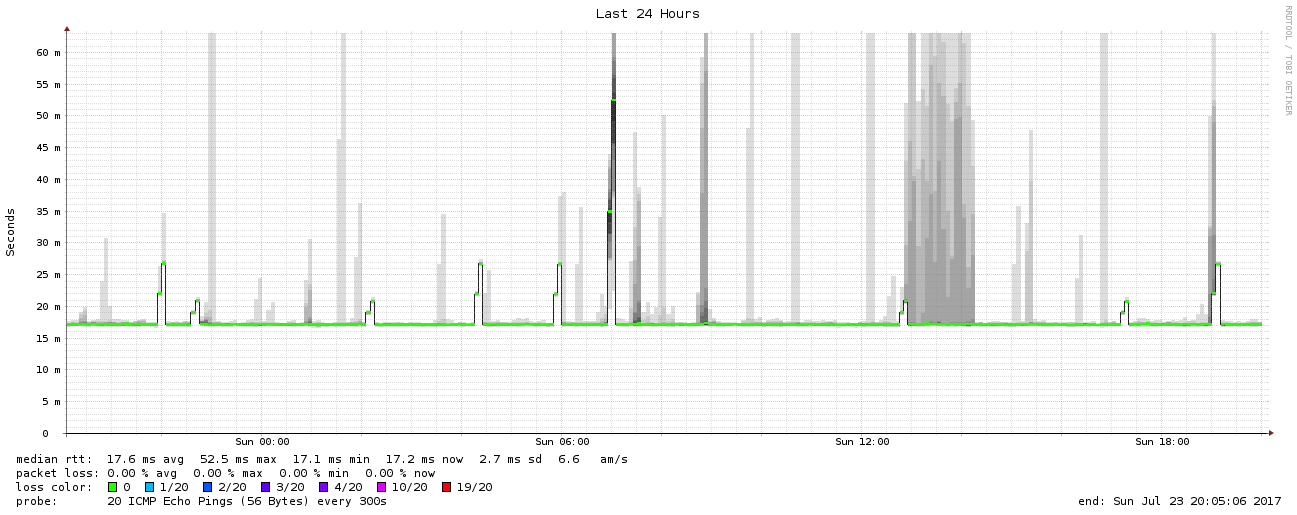 Last 24 Hours
RRDTOOL / TOBI OETIKER
Seconds
60 m
55 m
50 m
45 m
40 m
35 m
30 m
25 m
20 m
15 m
10 m
5 m
0
Sun 00:00 Sun 06:00 Sun 12:00 Sun 18:00
median rtt: 17.6 ms avg 52.5 ms max 17.1 ms min 17.2 ms now 2.7 ms sd 6.6 am/s
packet loss: 0.00 % avg 0.00 % max 0.00 % min 0.00 % now
loss color: 0 1/20 2/20 3/20 4/20 10/20 19/20
probe: 20 ICMP Echo Pings (56 Bytes) every 300s end: Sun Jul 23 20:05:06 2017